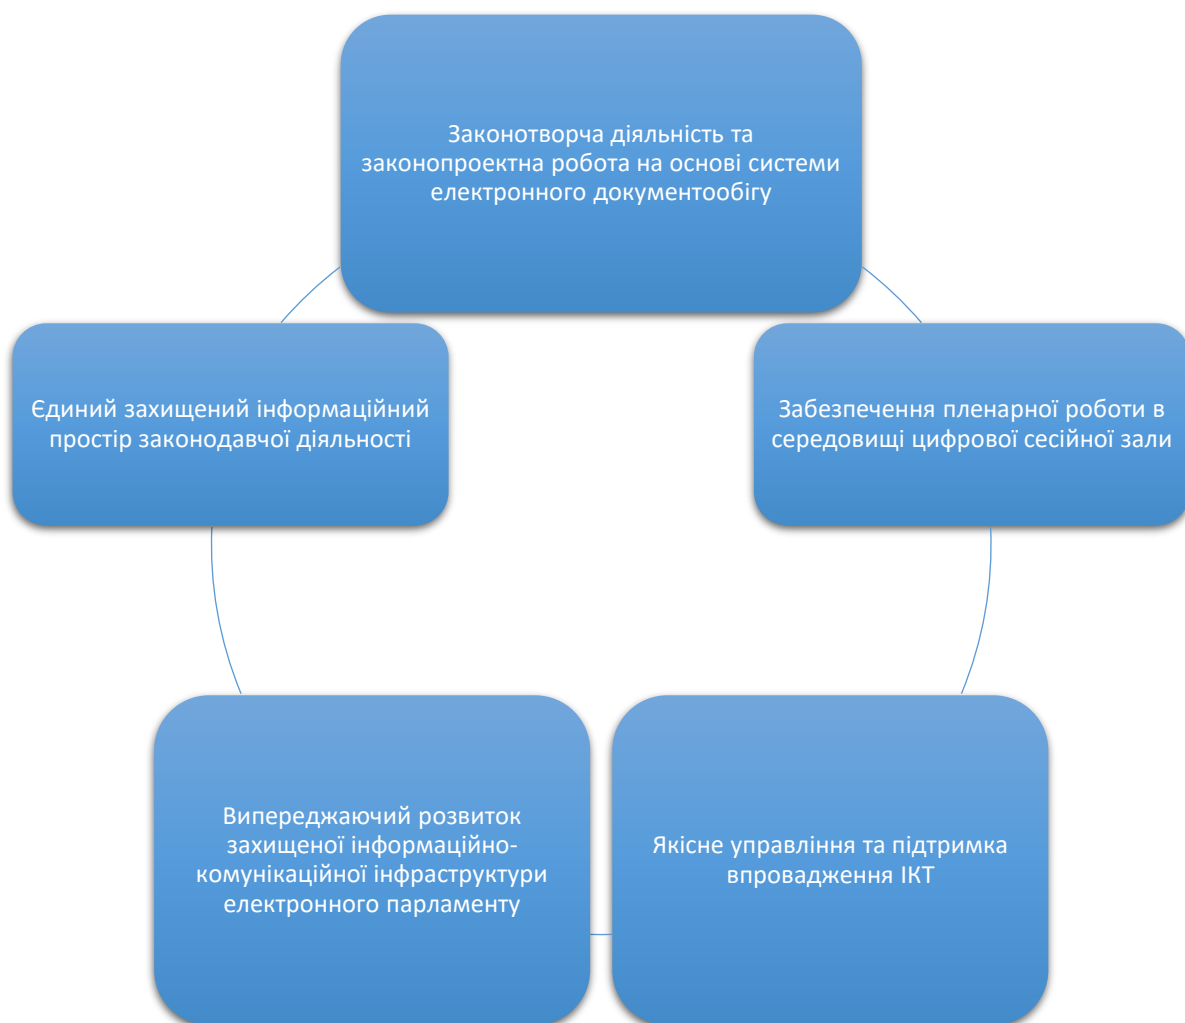 Законотворча діяльність та
законопроектна робота на основі системи
електронного документообігу
Єдиний захищений інформаційний
простір законодавчої діяльності
Забезпечення пленарної роботи в
середовищі цифрової сесійної зали
Випереджаючий розвиток
захищеної інформаційно-
комунікаційної інфраструктури
електронного парламенту
Якісне управління та підтримка
впровадження ІКТ